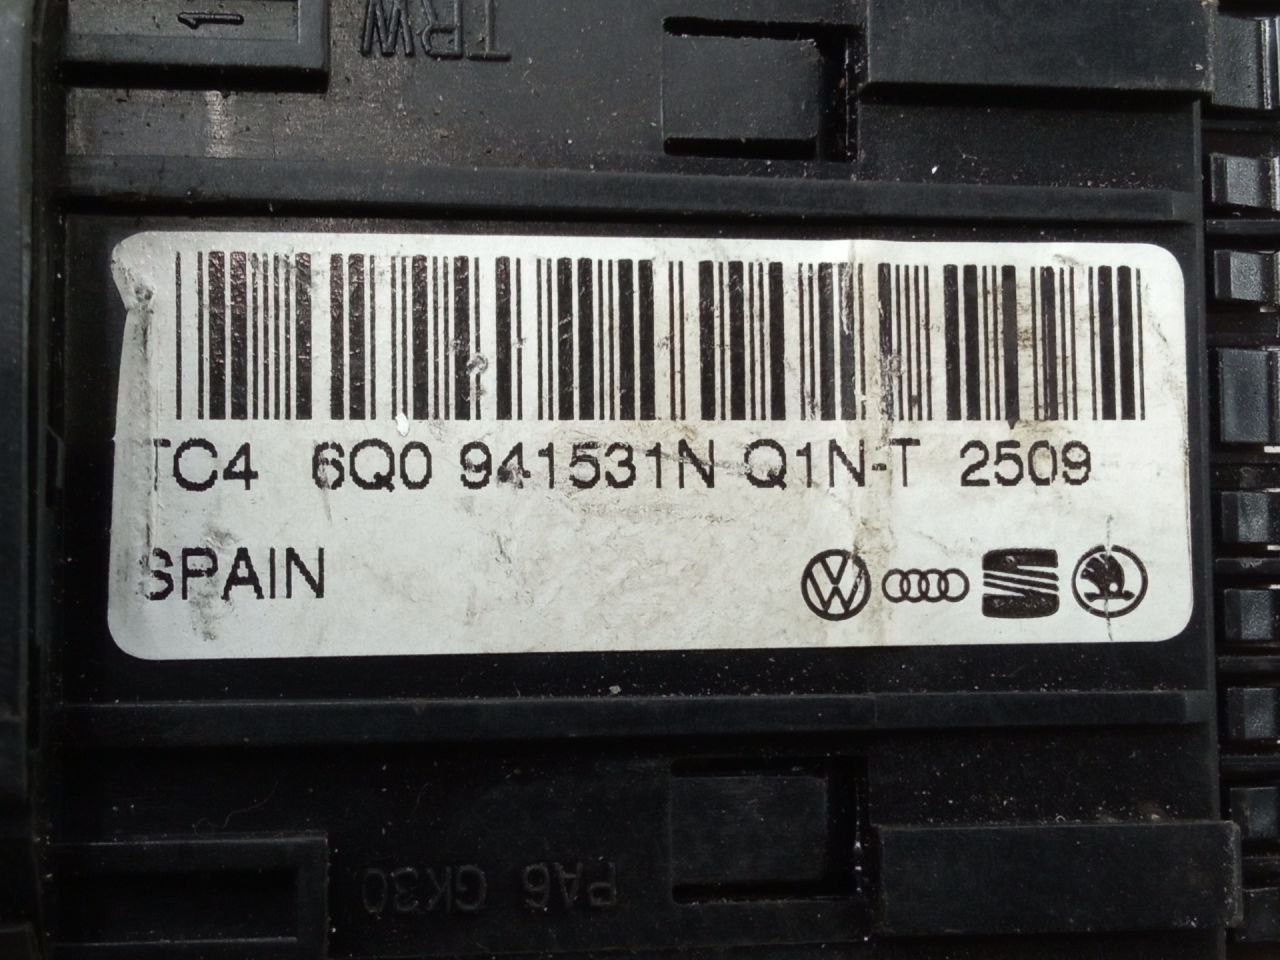 TRW
TC4 6Q0 941531N Q1N-T 2509
SPAIN
PA6 GK30